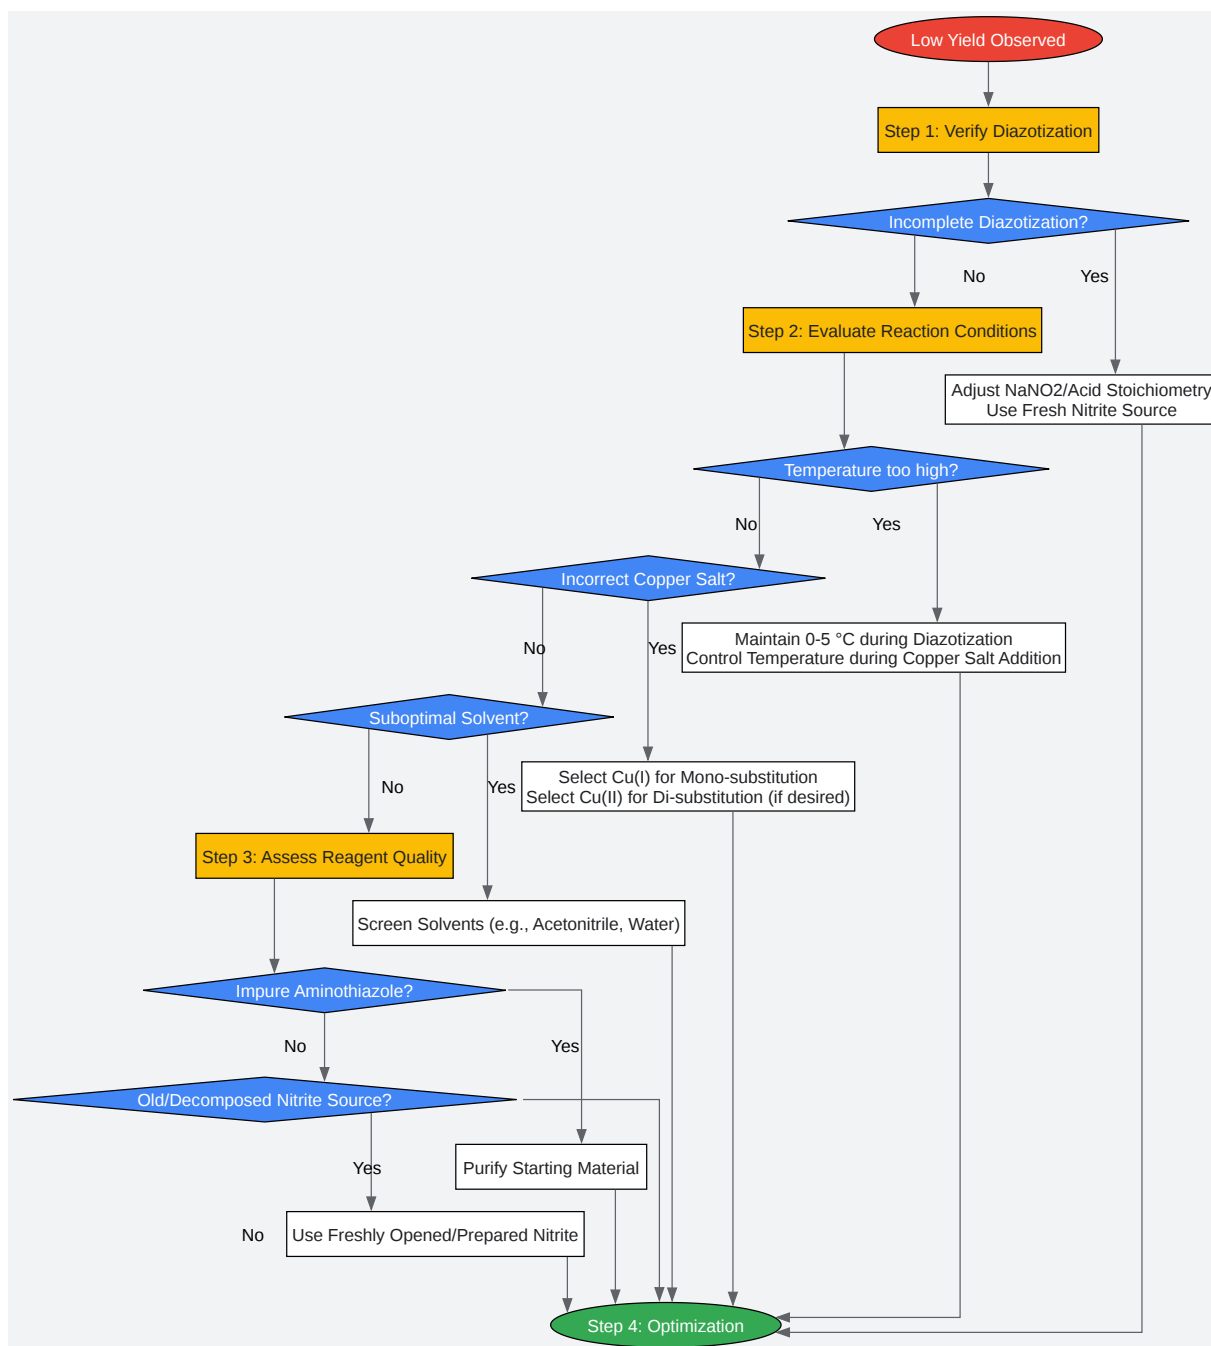 Low Yield Observed
Step 1: Verify Diazotization
Incomplete Diazotization?
No
Yes
Step 2: Evaluate Reaction Conditions
Adjust NaNO2/Acid Stoichiometry
Use Fresh Nitrite Source
Temperature too high?
No
Yes
Incorrect Copper Salt?
No
Yes
Maintain 0-5 °C during Diazotization
Control Temperature during Copper Salt Addition
Suboptimal Solvent?
No
Yes
Select Cu(I) for Mono-substitution
Select Cu(II) for Di-substitution (if desired)
Step 3: Assess Reagent Quality
Screen Solvents (e.g., Acetonitrile, Water)
Impure Aminothiazole?
No
Yes
Old/Decomposed Nitrite Source?
Yes
Purify Starting Material
No
Use Freshly Opened/Prepared Nitrite
Step 4: Optimization